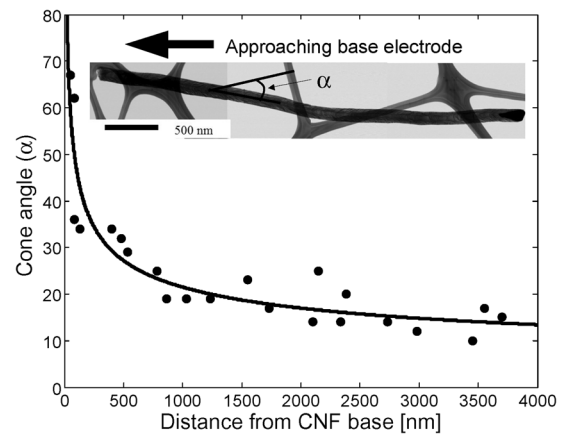 Approaching base electrode
α
500 nm
Cone angle (α)
80
70
60
50
40
30
20
10
0
0 500 1000 1500 2000 2500 3000 3500 4000
Distance from CNF base [nm]